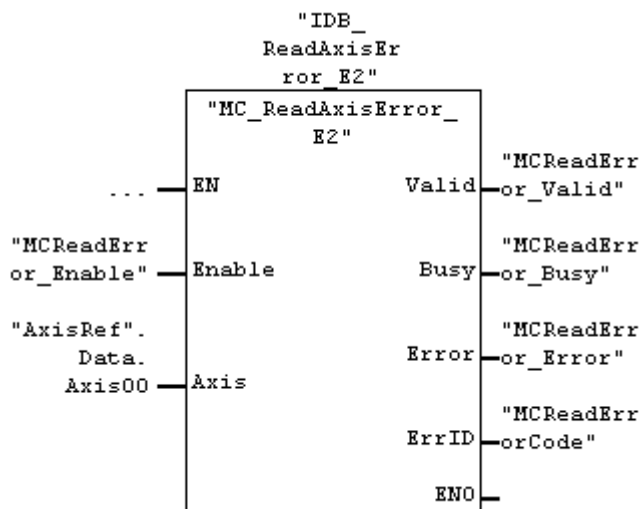 "IDB_
ReadAxisEr
ror_E2"
"MC_ReadAxisError_
E2"
... EN Valid "MCReadErr
or_Valid"
"MCReadErr
or_Enable" Enable Busy "MCReadErr
or_Busy"
"AxisRef".
Data.
Axis00 Axis Error "MCReadErr
or_Error"
ErrID "MCReadErr
orCode"
ENO